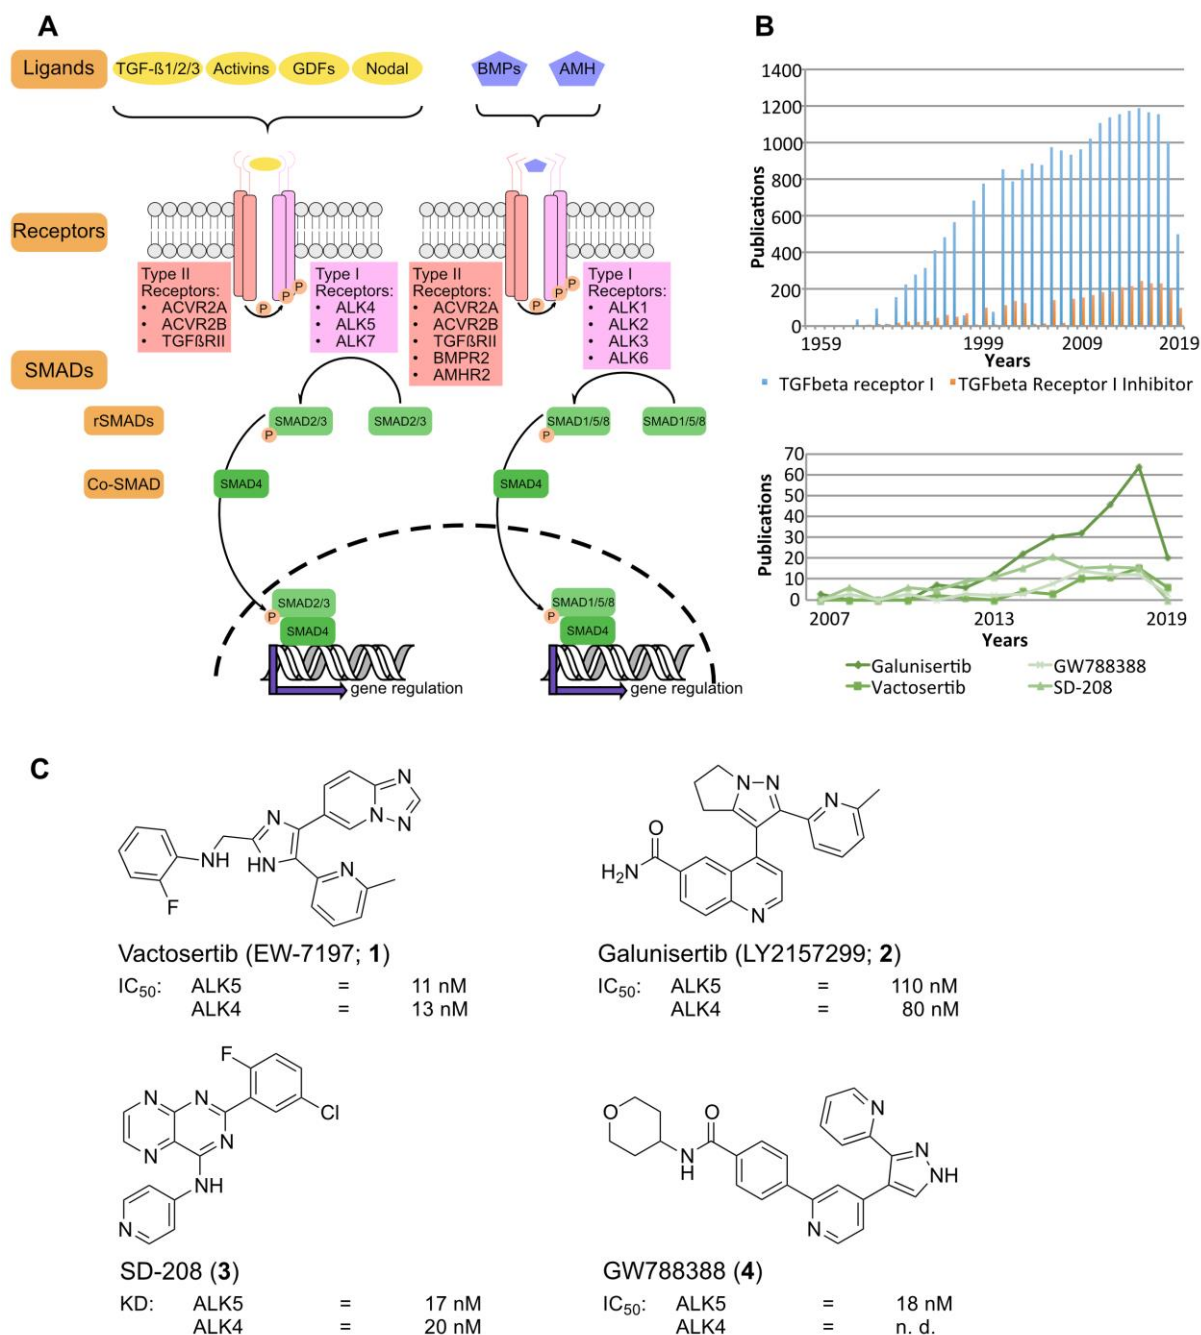 A
Ligands
TGF-ß1/2/3
Activins
GDFs
Nodal
BMPs
AMH
Receptors
Type II
Receptors:
• ACVR2A
• ACVR2B
• TGFßRII
P
P
P
Type I
Receptors:
• ALK4
• ALK5
• ALK7
Type II
Receptors:
• ACVR2A
• ACVR2B
• TGFßRII
• BMPR2
• AMHR2
P
P
P
Type I
Receptors:
• ALK1
• ALK2
• ALK3
• ALK6
SMADs
rSMADs
SMAD2/3
P
SMAD2/3
SMAD1/5/8
P
SMAD1/5/8
Co-SMAD
SMAD4
SMAD4
SMAD2/3
P
SMAD4
gene regulation
SMAD1/5/8
P
SMAD4
gene regulation
B
Publications
1400
1200
1000
800
600
400
200
0
1959
1999
2009
2019
Years
TGFbeta receptor I
TGFbeta Receptor I Inhibitor
Publications
70
60
50
40
30
20
10
0
2007
2013
2019
Years
Galunisertib
GW788388
Vactosertib
SD-208
C
N
N
N
N
HN
NH
N
F
Vactosertib (EW-7197; 1)
IC50: ALK5 = 11 nM
ALK4 = 13 nM
N
N
N
O
H2N
N
Galunisertib (LY2157299; 2)
IC50: ALK5 = 110 nM
ALK4 = 80 nM
F
Cl
N
N
N
N
NH
N
SD-208 (3)
KD: ALK5 = 17 nM
ALK4 = 20 nM
O
O
N
H
N
N
N
NH
GW788388 (4)
IC50: ALK5 = 18 nM
ALK4 = n. d.